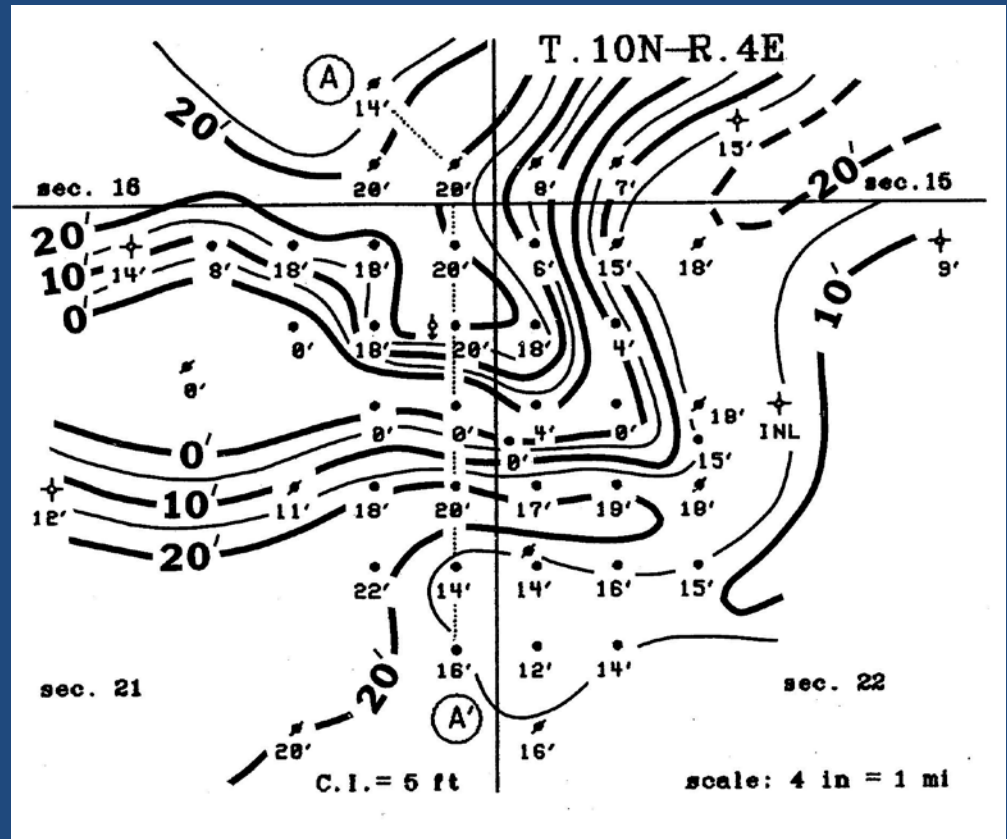 T.10N-R.4E
A
14'
20'
15'
20' 20' 8' 7'
20'
sec. 16
sec.15
20'
10'
0'
14' 8' 18' 18' 20' 6' 15' 18' 9'
10'
0' 18' 20' 18' 4'
0'
18'
INL
0' 0' 4' 0'
0'
0' 15'
12'
10'
11' 18' 20' 17' 19' 18'
20'
22' 14' 14' 16' 15'
16' 12' 14'
20'
sec. 21
sec. 22
A'
20' 16'
C.I.= 5 ft
scale: 4 in = 1 mi